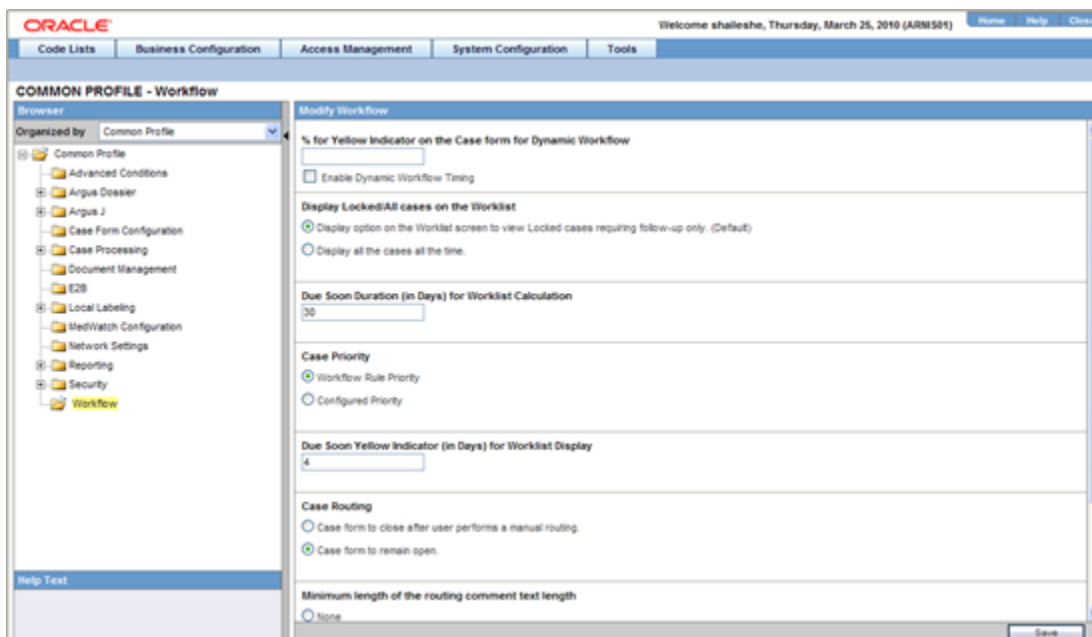 ORACLE
Welcome shaileshe, Thursday, March 25, 2010 (ARMIS01)
Home Help Close
Code Lists Business Configuration Access Management System Configuration Tools
COMMON PROFILE - Workflow
Browser
Organized by Common Profile
Common Profile
Advanced Conditions
Argus Dossier
Argus J
Case Form Configuration
Case Processing
Document Management
E2B
Local Labeling
MedWatch Configuration
Network Settings
Reporting
Security
Workflow
Help Text
Modify Workflow
% for Yellow Indicator on the Case form for Dynamic Workflow
Enable Dynamic Workflow Timing
Display Locked/All cases on the Worklist
Display option on the Worklist screen to view Locked cases requiring follow-up only. (Default)
Display all the cases all the time.
Due Soon Duration (in Days) for Worklist Calculation
30
Case Priority
Workflow Rule Priority
Configured Priority
Due Soon Yellow Indicator (in Days) for Worklist Display
4
Case Routing
Case form to close after user performs a manual routing.
Case form to remain open.
Minimum length of the routing comment text length
None
Save